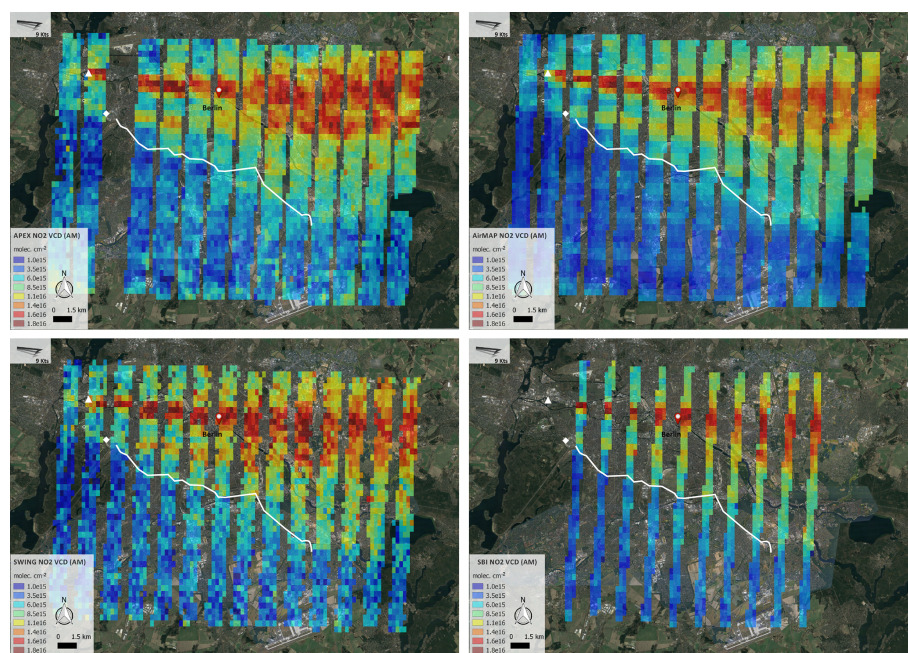 9 Kts
Berlin
APEX NO2 VCD (AM)
molec. cm⁻²
1.0e15
3.5e15
6.0e15
8.5e15
1.1e16
1.4e16
1.6e16
1.8e16
N
0 1.5 km
9 Kts
Berlin
AirMAP NO2 VCD (AM)
molec. cm⁻²
1.0e15
3.5e15
6.0e15
8.5e15
1.1e16
1.4e16
1.6e16
1.8e16
N
0 1.5 km
9 Kts
Berlin
SWING NO2 VCD (AM)
molec. cm⁻²
1.0e15
3.5e15
6.0e15
8.5e15
1.1e16
1.4e16
1.6e16
1.8e16
N
0 1.5 km
9 Kts
Berlin
SBI NO2 VCD (AM)
molec. cm⁻²
1.0e15
3.5e15
6.0e15
8.5e15
1.1e16
1.4e16
1.6e16
1.8e16
N
0 1.5 km